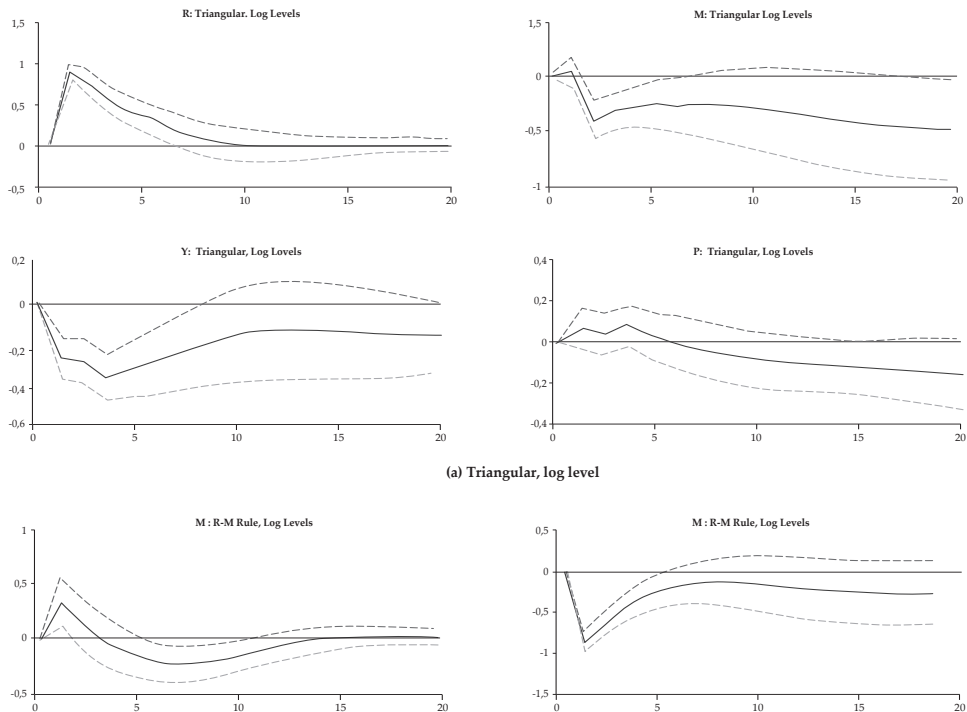 R: Triangular. Log Levels
1,5
1
0,5
0
-0,5
0 5 10 15 20
M: Triangular Log Levels
1,5
0
-0,5
-1
0 5 10 15 20
Y: Triangular, Log Lovels
0,2
0
-0,2
-0,4
-0,6
0 5 10 15 20
P: Triangular, Log Lovels
0,4
0,2
0
-0,2
-0,4
0 5 10 15 20
(a) Triangular, log level
M : R-M Rule, Log Levels
1
0,5
0
-0,5
0 5 10 15 20
M : R-M Rule, Log Levels
0,5
0
-0,5
-1
-1,5
0 5 10 15 20